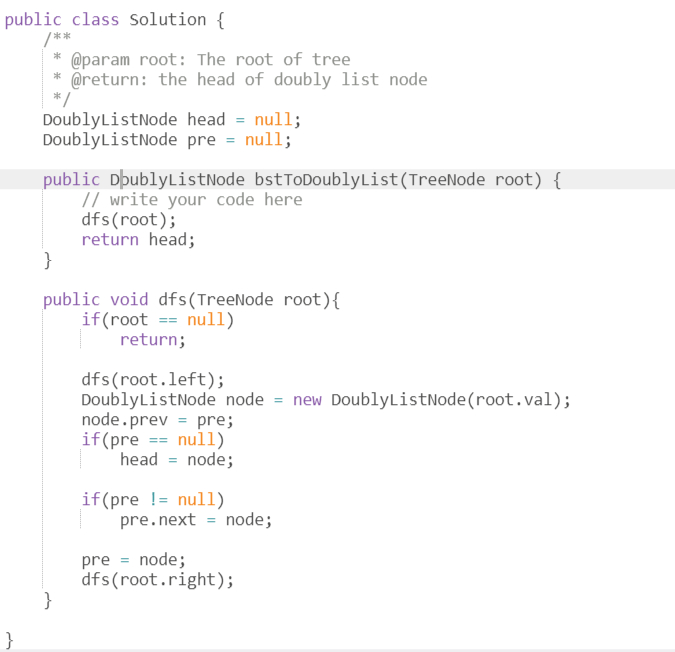 public class Solution {
    /**
     * @param root: The root of tree
     * @return: the head of doubly list node
     */
    DoublyListNode head = null;
    DoublyListNode pre = null;
    public DoublyListNode bstToDoublyList(TreeNode root) {
        // write your code here
        dfs(root);
        return head;
    }
    public void dfs(TreeNode root){
        if(root == null)
            return;
        dfs(root.left);
        DoublyListNode node = new DoublyListNode(root.val);
        node.prev = pre;
        if(pre == null)
            head = node;
        if(pre != null)
            pre.next = node;
        pre = node;
        dfs(root.right);
    }
}